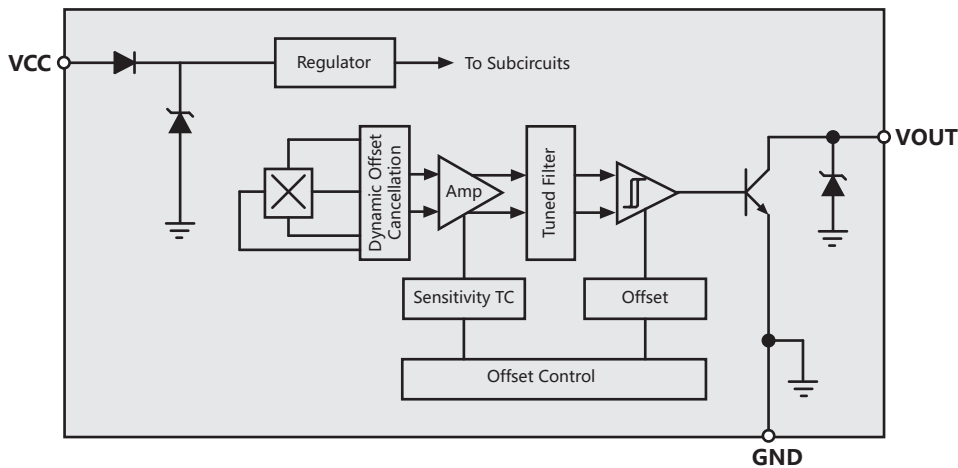 VCC
Regulator
To Subcircuits
VOUT
Dynamic Offset
Cancellation
Amp
Tuned Filter
Sensitivity TC
Offset
Offset Control
GND